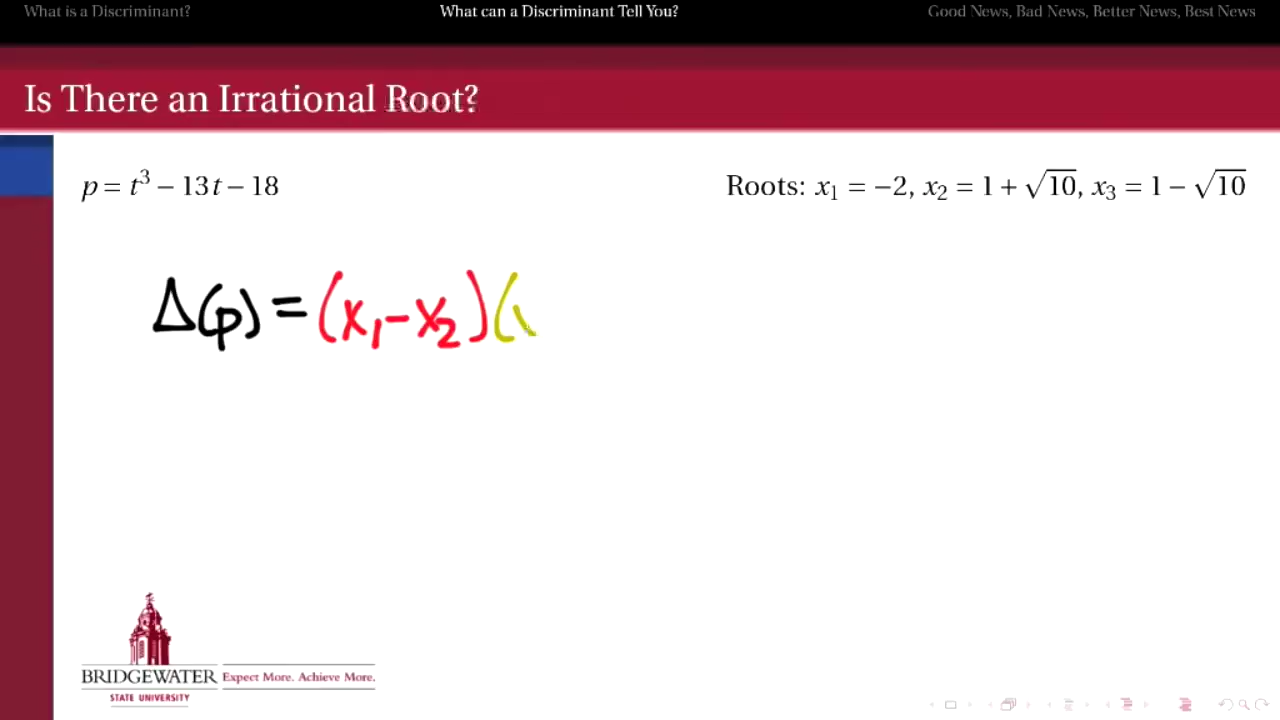 What is a Discriminant? What can a Discriminant Tell You? Good News, Bad News, Better News, Best News
Is There an Irrational Root?
p = t³ − 13t − 18 Roots: x₁ = −2, x₂ = 1 + √10, x₃ = 1 − √10
Δ(p) = (x₁ − x₂)(
BRIDGEWATER Expect More. Achieve More.
STATE UNIVERSITY